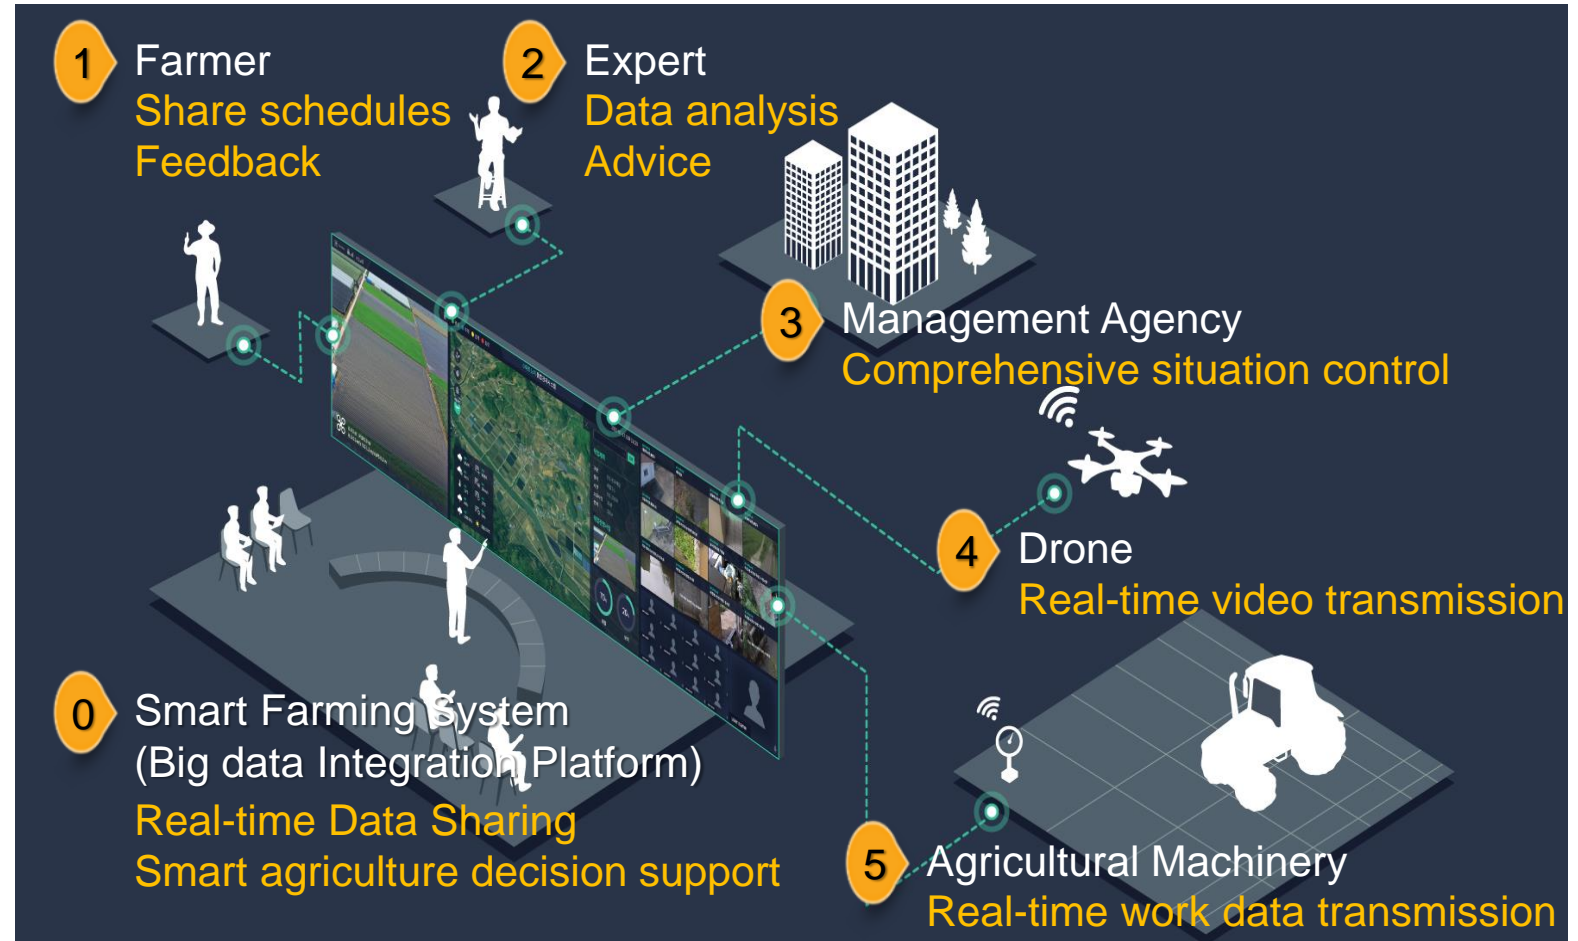 1
Farmer
Share schedules
Feedback
2
Expert
Data analysis
Advice
3
Management Agency
Comprehensive situation control
4
Drone
Real-time video transmission
0
Smart Farming System
(Big data Integration Platform)
Real-time Data Sharing
Smart agriculture decision support
5
Agricultural Machinery
Real-time work data transmission